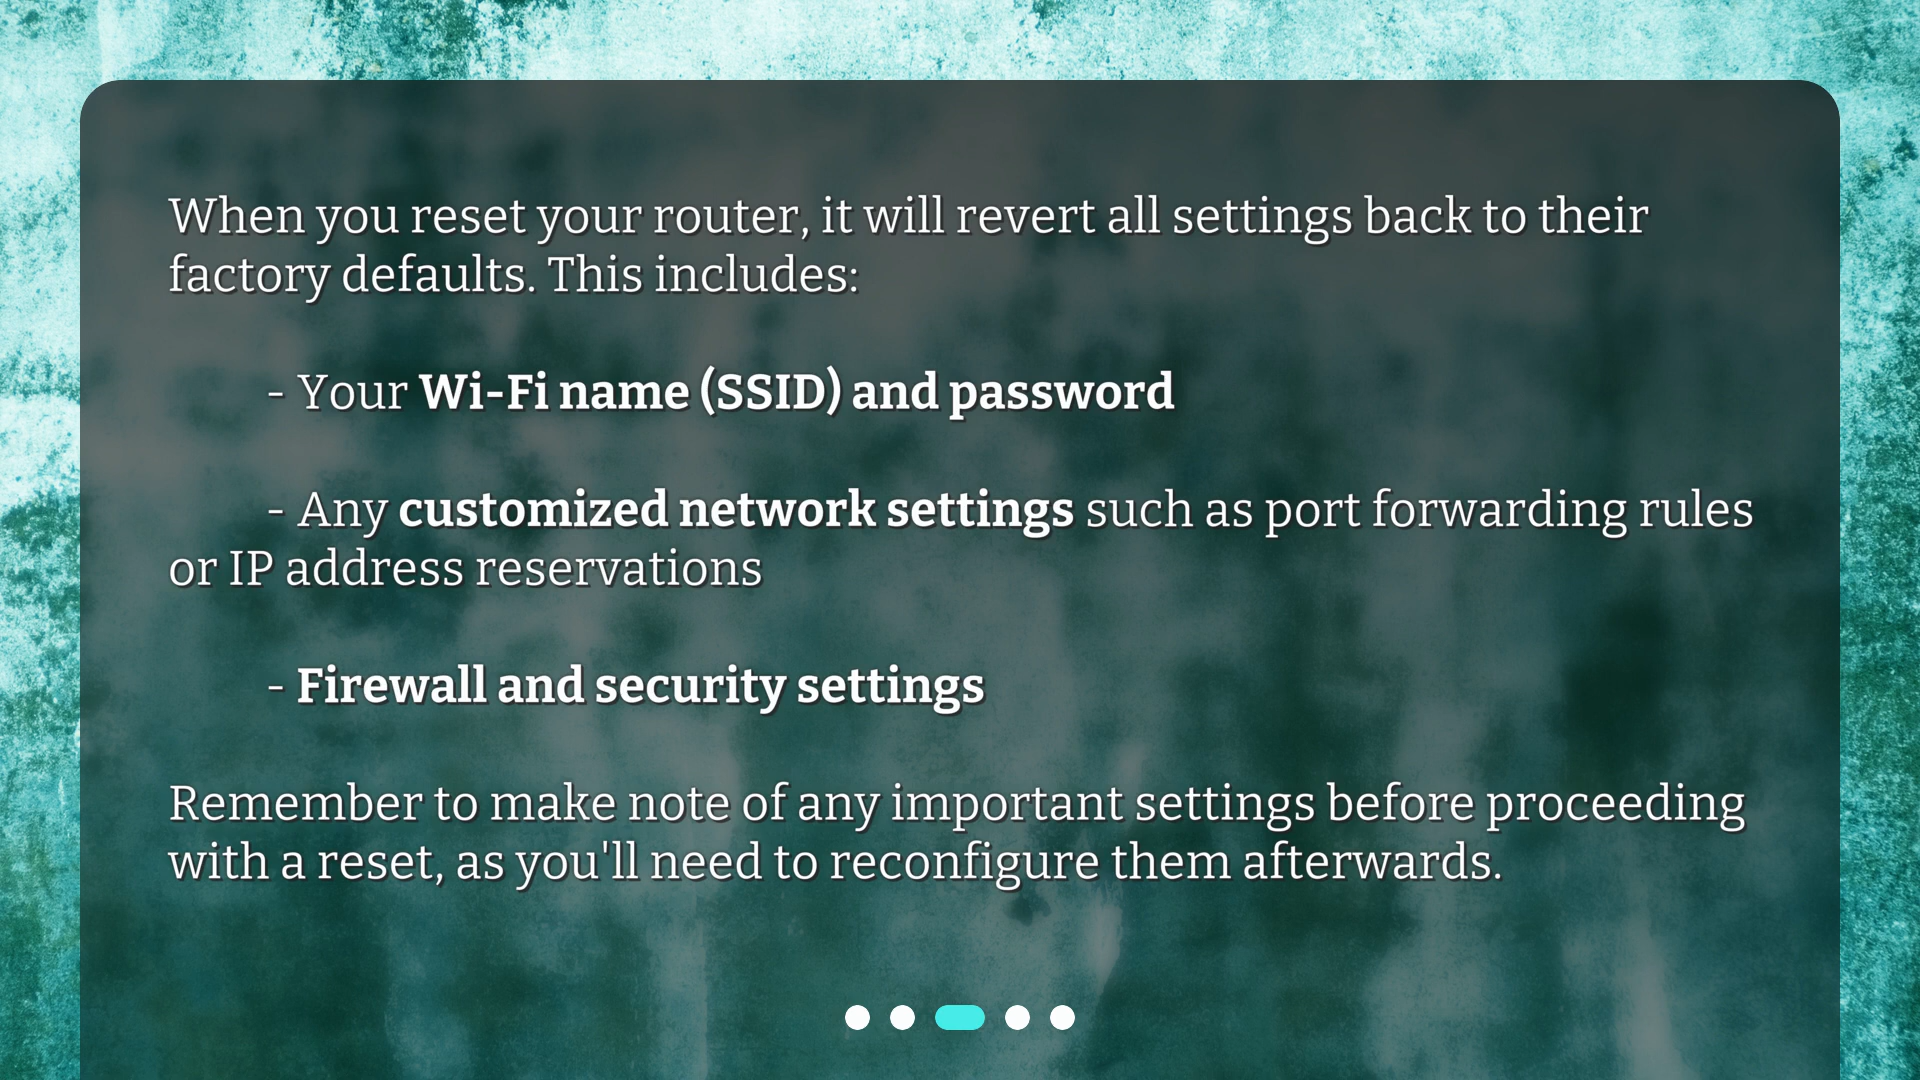 When you reset your router, it will revert all settings back to their
factory defaults. This includes:
- Your Wi-Fi name (SSID) and password
- Any customized network settings such as port forwarding rules
or IP address reservations
- Firewall and security settings
Remember to make note of any important settings before proceeding
with a reset, as you'll need to reconfigure them afterwards.